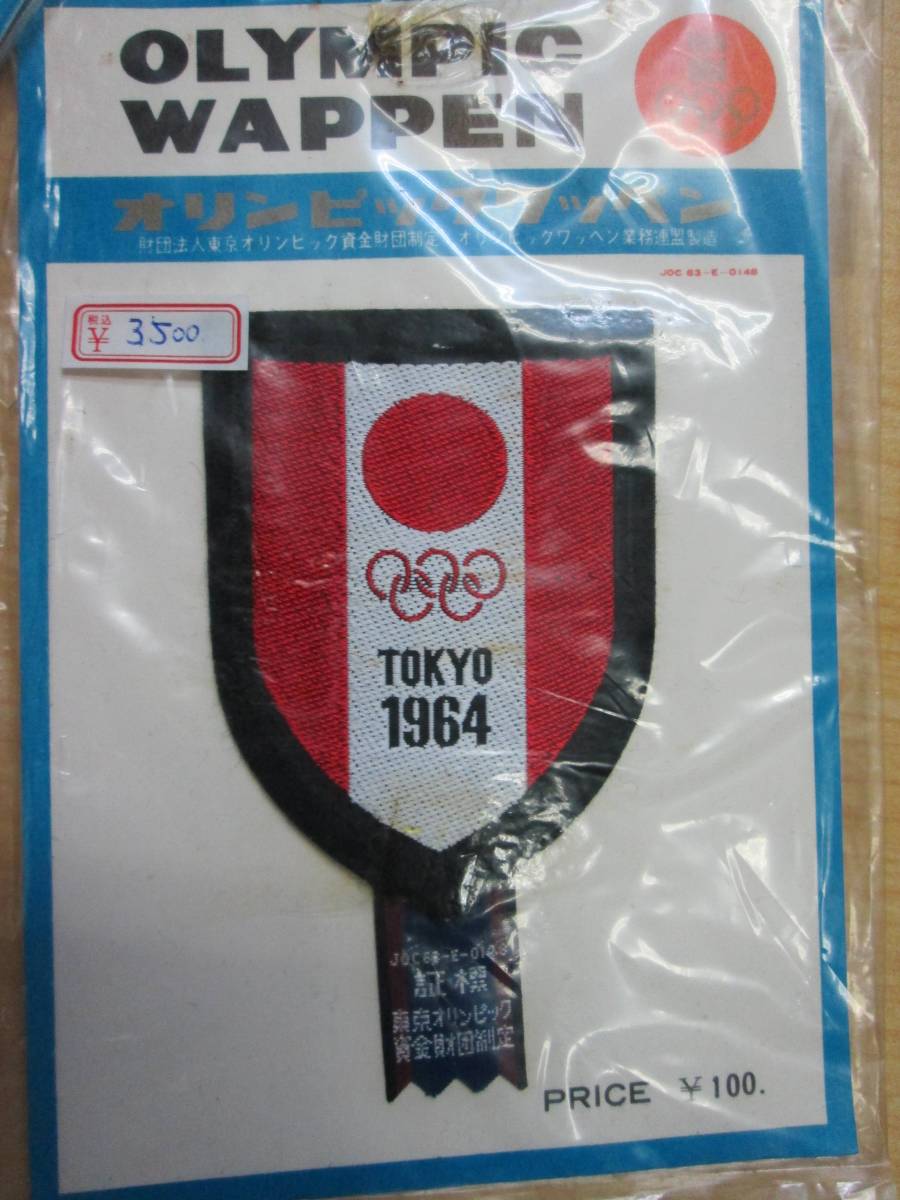 OLYMPIC
WAPPEN
オリンピックワッペン
財団法人東京オリンピック資金財団制定 オリンピックワッペン業務連盟製造
JOC 63-E-0148
税込
¥ 3500
TOKYO
1964
JOC63-E-0148
証標
東京オリンピック
資金財団制定
PRICE ¥100.